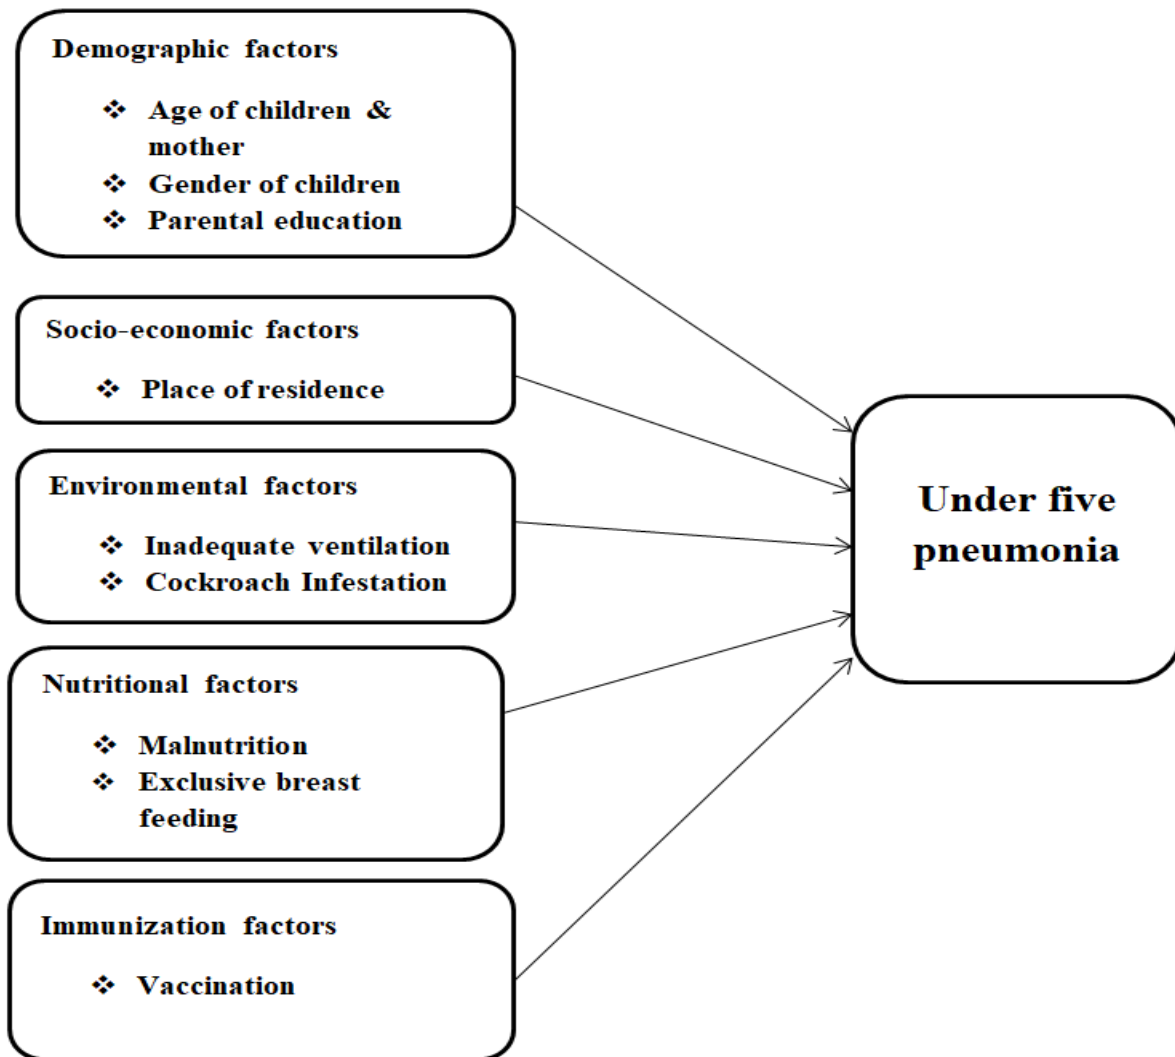 Demographic factors
❖ Age of children &
mother
❖ Gender of children
❖ Parental education
Socio-economic factors
❖ Place of residence
Environmental factors
❖ Inadequate ventilation
❖ Cockroach Infestation
Nutritional factors
❖ Malnutrition
❖ Exclusive breast
feeding
Immunization factors
❖ Vaccination
Under five
pneumonia